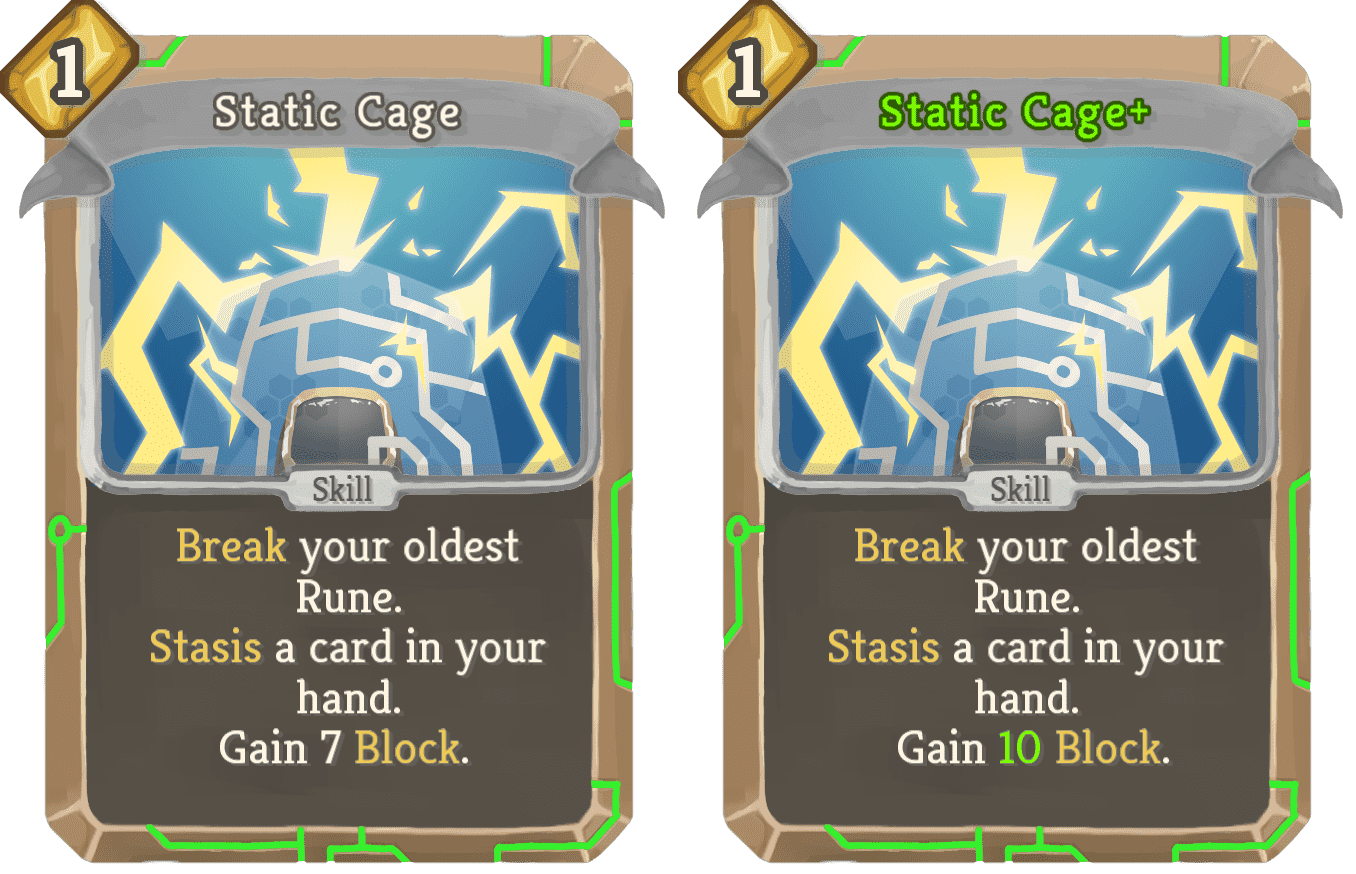 1
Static Cage
Skill
Break your oldest
Rune.
Stasis a card in your
hand.
Gain 7 Block.
1
Static Cage+
Skill
Break your oldest
Rune.
Stasis a card in your
hand.
Gain 10 Block.